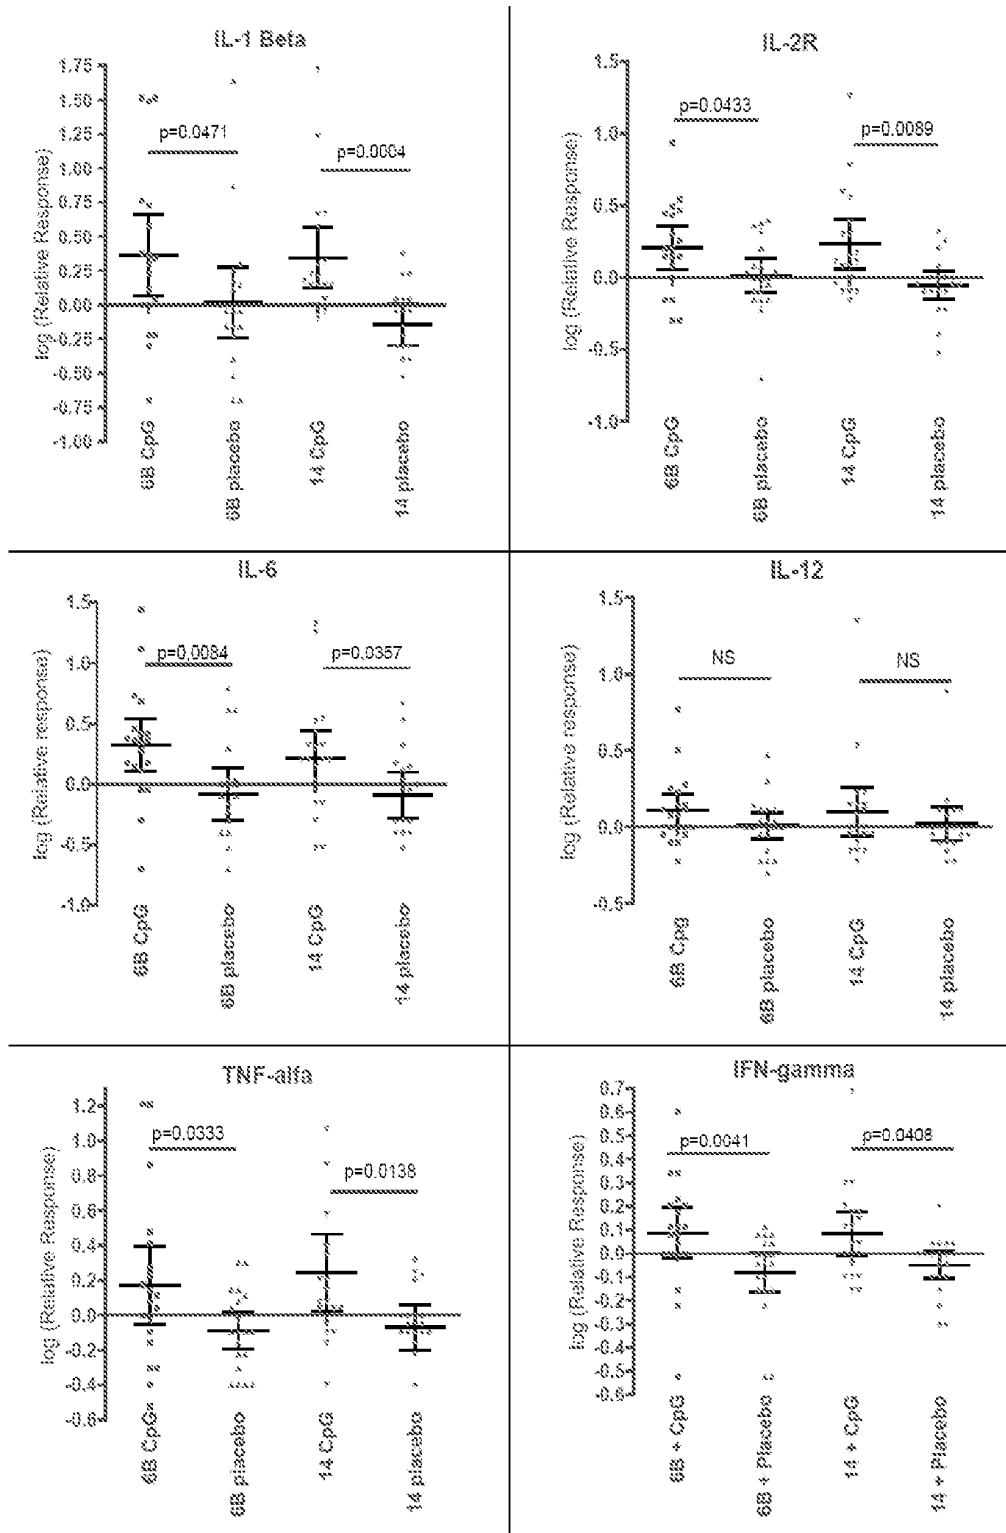 IL-1 Beta
log (Relative Response)
1.75
1.50
1.25
1.00
0.75
0.50
0.25
0.00
-0.25
-0.50
-0.75
-1.00
p=0.0471
p=0.0004
6B CpG
6B placebo
14 CpG
14 placebo
IL-2R
log (Relative Response)
1.5
1.0
0.5
0.0
-0.5
-1.0
p=0.0433
p=0.0089
6B CpG
6B placebo
14 CpG
14 placebo
IL-6
log (Relative response)
1.5
1.0
0.5
0.0
-0.5
-1.0
p=0.0084
p=0.0357
6B CpG
6B placebo
14 CpG
14 placebo
IL-12
log (Relative response)
1.5
1.0
0.5
0.0
-0.5
NS
NS
6B Cpg
6B placebo
14 CpG
14 placebo
TNF-alfa
log (Relative Response)
1.2
1.0
0.8
0.6
0.4
0.2
0.0
-0.2
-0.4
-0.6
p=0.0333
p=0.0138
6B CpG
6B placebo
14 CpG
14 placebo
IFN-gamma
log (Relative Response)
0.7
0.6
0.5
0.4
0.3
0.2
0.1
0.0
-0.1
-0.2
-0.3
-0.4
-0.5
-0.6
p=0.0041
p=0.0408
6B + CpG
6B + Placebo
14 + CpG
14 + Placebo